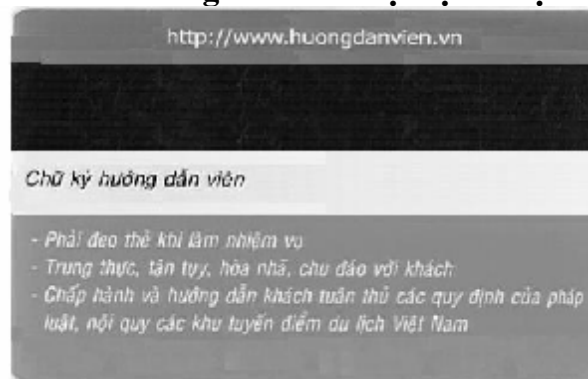 http://www.huongdanvien.vn
Chữ ký hướng dẫn viên
- Phải đeo thẻ khi làm nhiệm vụ
- Trung thực, tận tụy, hòa nhã, chu đáo với khách
- Chấp hành và hướng dẫn khách tuân thủ các quy định của pháp
luật, nội quy các khu tuyến điểm du lịch Việt Nam